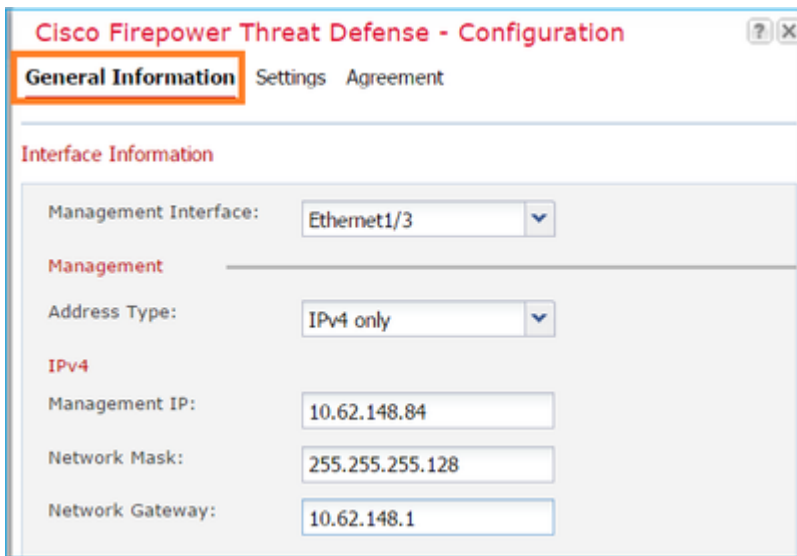 Cisco Firepower Threat Defense - Configuration ? X
General Information Settings Agreement
Interface Information
Management Interface: Ethernet1/3
Management
Address Type: IPv4 only
IPv4
Management IP: 10.62.148.84
Network Mask: 255.255.255.128
Network Gateway: 10.62.148.1